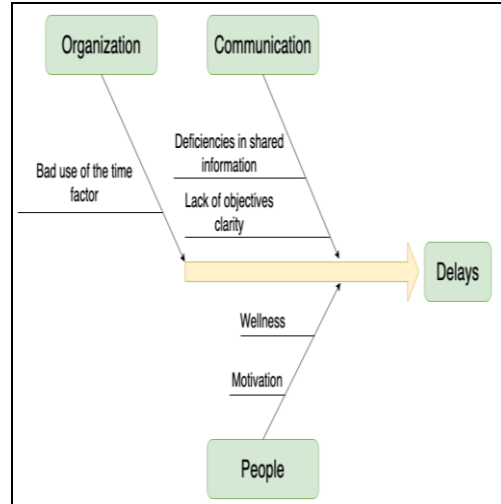 Organization
Communication
Deficiencies in shared
information
Bad use of the time
factor
Lack of objectives
clarity
Delays
Wellness
Motivation
People